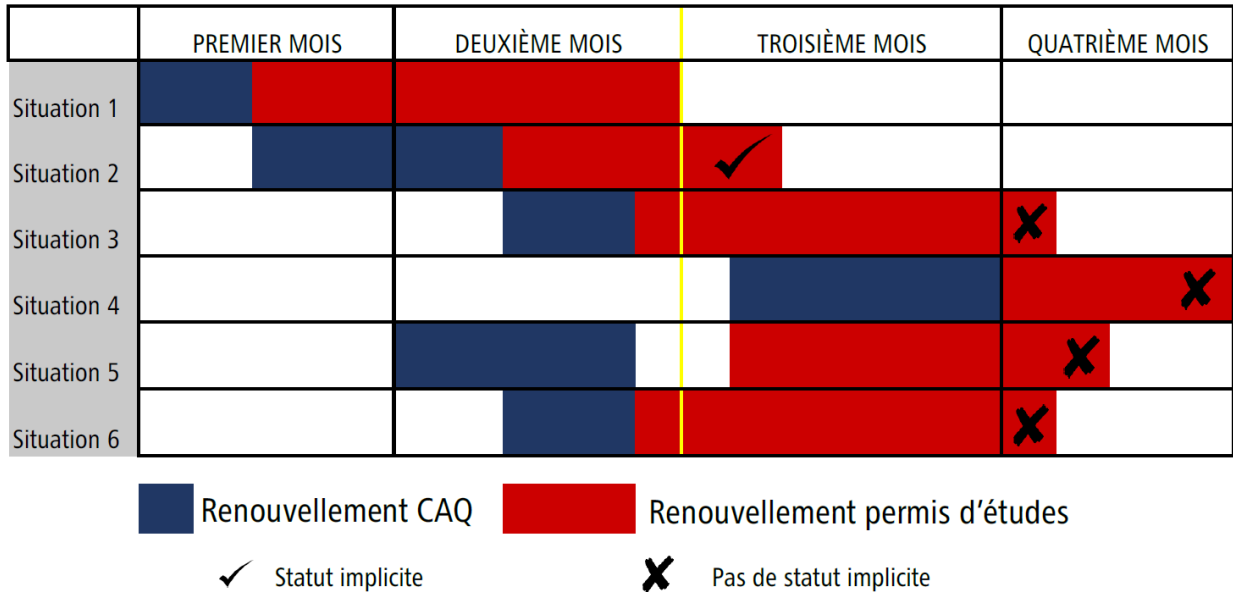 PREMIER MOIS DEUXIÈME MOIS TROISIÈME MOIS QUATRIÈME MOIS
Situation 1
Situation 2
Situation 3
Situation 4
Situation 5
Situation 6
Renouvellement CAQ Renouvellement permis d'études
Statut implicite Pas de statut implicite